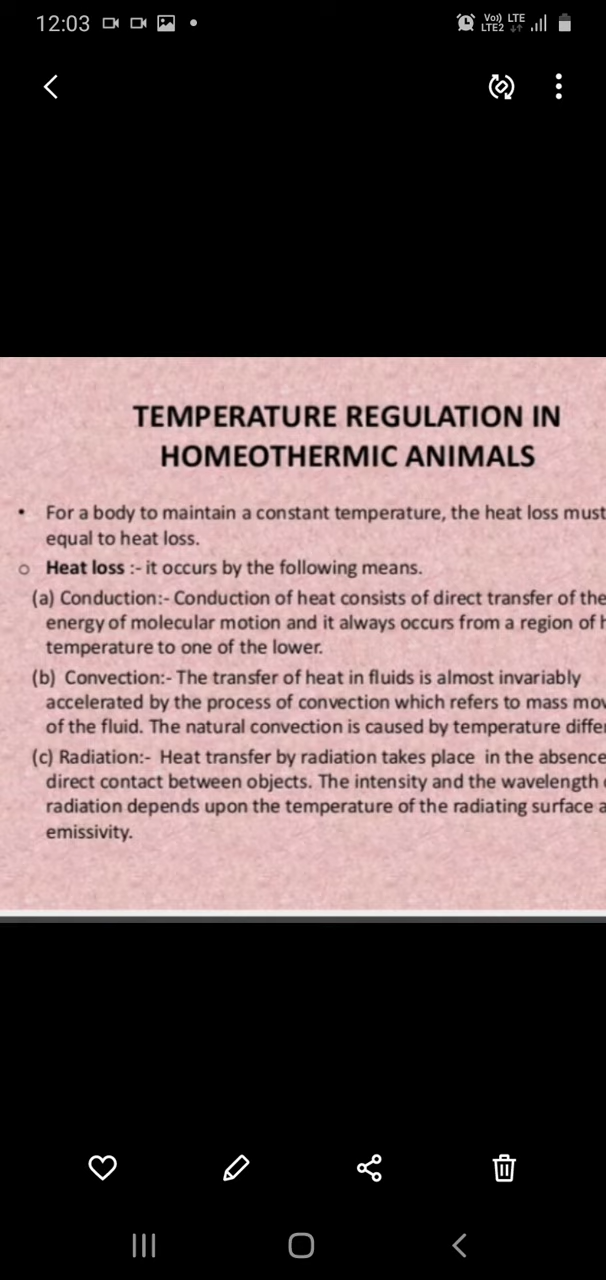 12:03
Vo)) LTE
LTE2
TEMPERATURE REGULATION IN
HOMEOTHERMIC ANIMALS
• For a body to maintain a constant temperature, the heat loss must
equal to heat loss.
o Heat loss :- it occurs by the following means.
(a) Conduction:- Conduction of heat consists of direct transfer of the
energy of molecular motion and it always occurs from a region of
temperature to one of the lower.
(b) Convection:- The transfer of heat in fluids is almost invariably
accelerated by the process of convection which refers to mass
of the fluid. The natural convection is caused by temperature
(c) Radiation:- Heat transfer by radiation takes place in the absence
direct contact between objects. The intensity and the wavelength
radiation depends upon the temperature of the radiating surface
emissivity.